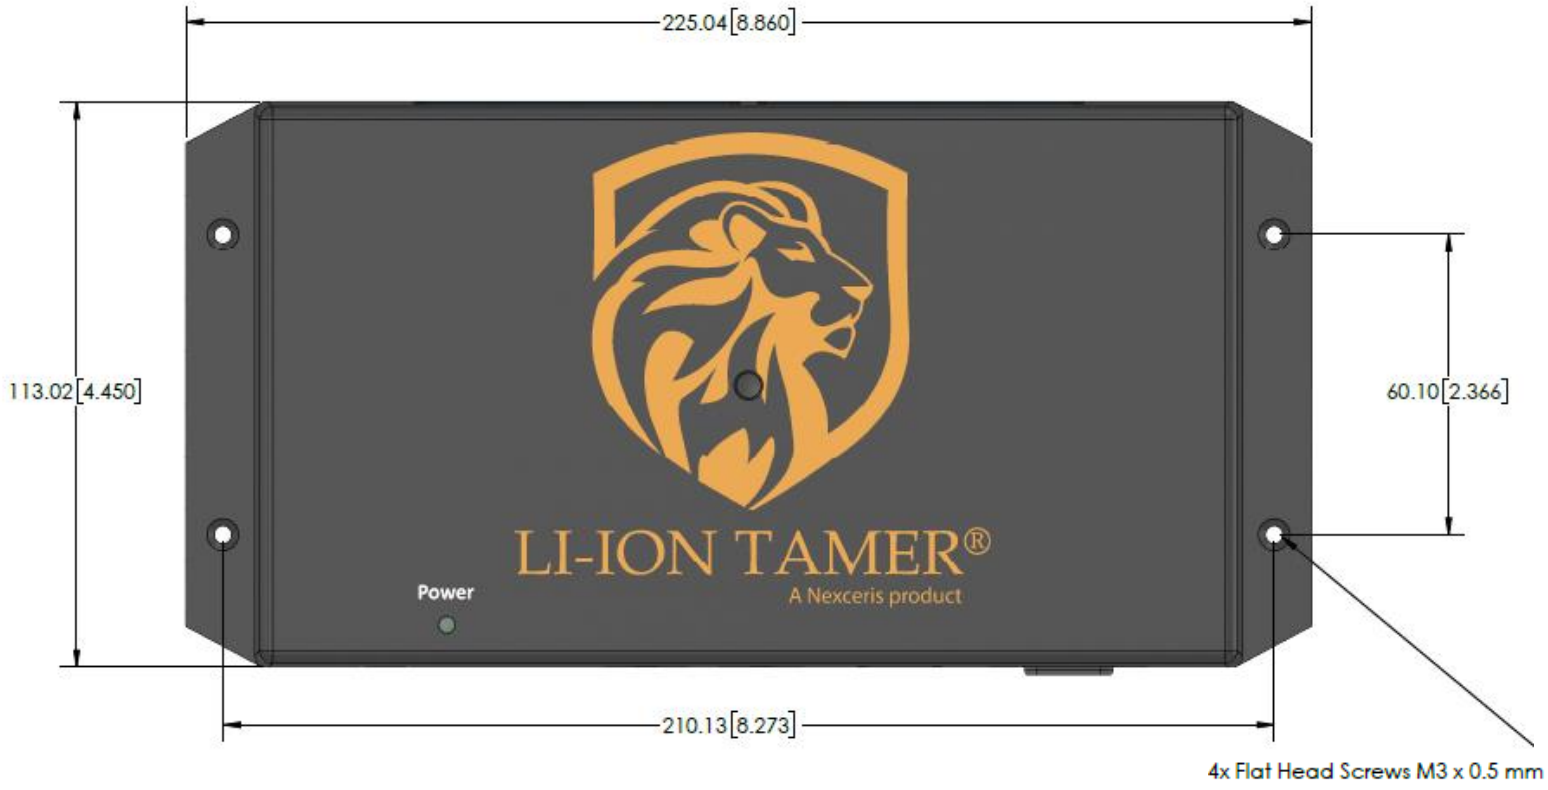 225.04[8.860]
113.02[4.450]
60.10[2.366]
LI-ION TAMER®
A Nexceris product
Power
210.13[8.273]
4x Flat Head Screws M3 x 0.5 mm